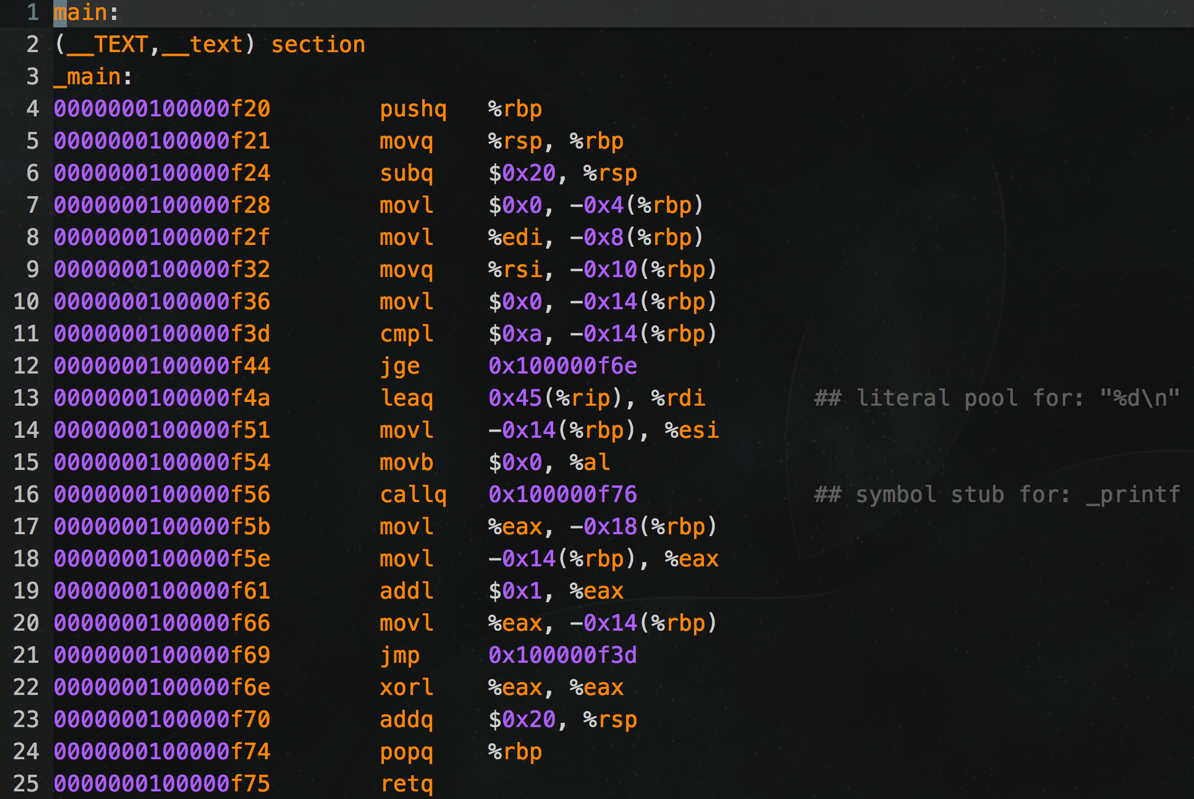 1 main:
2 (__TEXT,__text) section
3 _main:
4 0000000100000f20 pushq %rbp
5 0000000100000f21 movq %rsp, %rbp
6 0000000100000f24 subq $0x20, %rsp
7 0000000100000f28 movl $0x0, -0x4(%rbp)
8 0000000100000f2f movl %edi, -0x8(%rbp)
9 0000000100000f32 movq %rsi, -0x10(%rbp)
10 0000000100000f36 movl $0x0, -0x14(%rbp)
11 0000000100000f3d cmpl $0xa, -0x14(%rbp)
12 0000000100000f44 jge 0x100000f6e
13 0000000100000f4a leaq 0x45(%rip), %rdi ## literal pool for: "%d\n"
14 0000000100000f51 movl -0x14(%rbp), %esi
15 0000000100000f54 movb $0x0, %al
16 0000000100000f56 callq 0x100000f76 ## symbol stub for: _printf
17 0000000100000f5b movl %eax, -0x18(%rbp)
18 0000000100000f5e movl -0x14(%rbp), %eax
19 0000000100000f61 addl $0x1, %eax
20 0000000100000f66 movl %eax, -0x14(%rbp)
21 0000000100000f69 jmp 0x100000f3d
22 0000000100000f6e xorl %eax, %eax
23 0000000100000f70 addq $0x20, %rsp
24 0000000100000f74 popq %rbp
25 0000000100000f75 retq